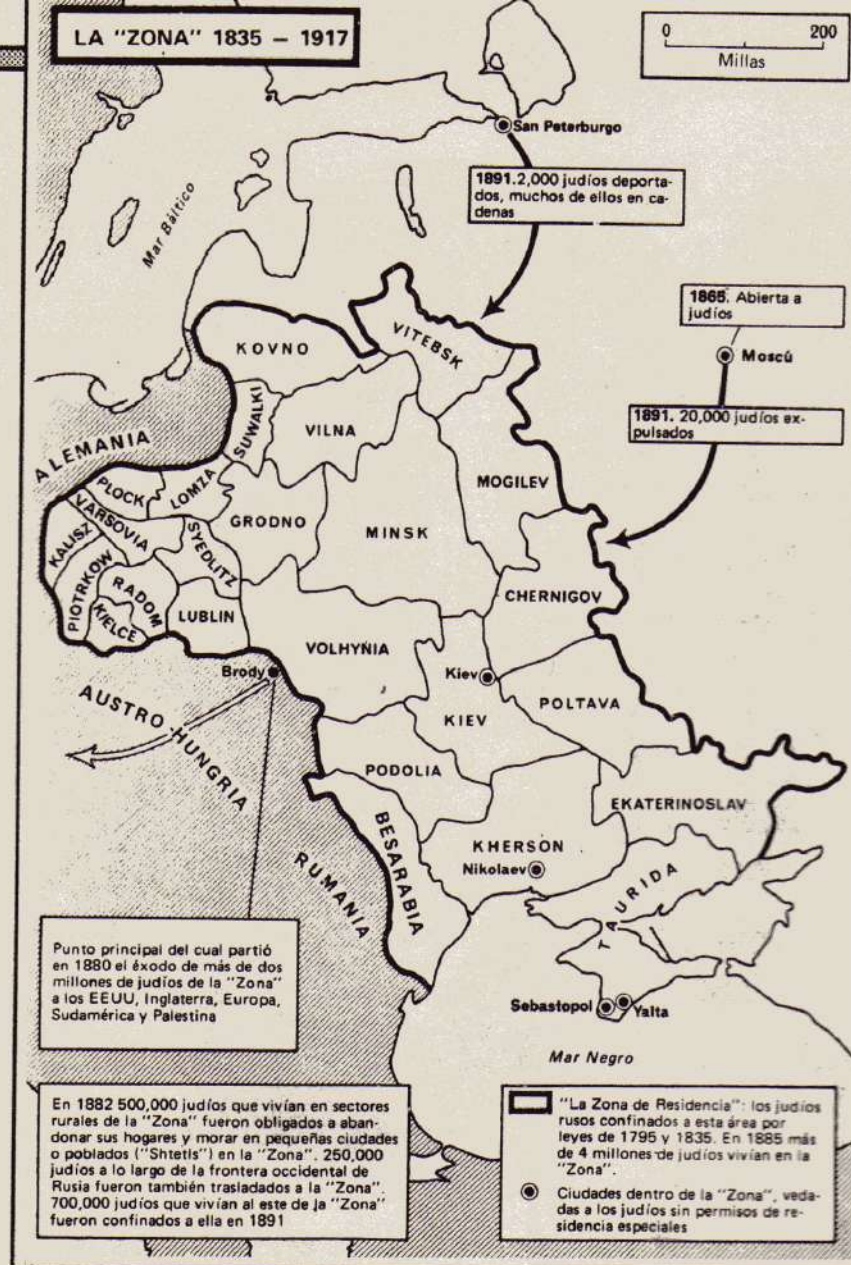 LA "ZONA" 1835 – 1917
0 200
Millas
San Peterburgo
1891. 2,000 judíos deporta-
dos, muchos de ellos en ca-
denas
Mar Báltico
1865. Abierta a
judíos
Moscú
1891. 20,000 judíos ex-
pulsados
KOVNO
VITEBSK
SUWALKI
VILNA
ALEMANIA
MOGILEV
PLOCK
LOMZA
VARSOVIA
GRODNO
MINSK
KALISZ
SYEDLITZ
PIOTRKOW
RADOM
CHERNIGOV
KIELCE
LUBLIN
VOLHYNIA
Brody
Kiev
AUSTRO-HUNGRIA
KIEV
POLTAVA
PODOLIA
EKATERINOSLAV
BESARABIA
KHERSON
Nikolaev
RUMANIA
TAURIDA
Punto principal del cual partió
en 1880 el éxodo de más de dos
millones de judíos de la "Zona"
a los EEUU, Inglaterra, Europa,
Sudamérica y Palestina
Sebastopol
Yalta
Mar Negro
En 1882 500,000 judíos que vivían en sectores
rurales de la "Zona" fueron obligados a aban-
donar sus hogares y morar en pequeñas ciudades
o poblados ("Shtetls") en la "Zona". 250,000
judíos a lo largo de la frontera occidental de
Rusia fueron también trasladados a la "Zona".
700,000 judíos que vivían al este de la "Zona"
fueron confinados a ella en 1891
"La Zona de Residencia": los judíos
rusos confinados a esta área por
leyes de 1795 y 1835. En 1885 más
de 4 millones de judíos vivían en la
"Zona".
Ciudades dentro de la "Zona", veda-
das a los judíos sin permisos de re-
sidencia especiales